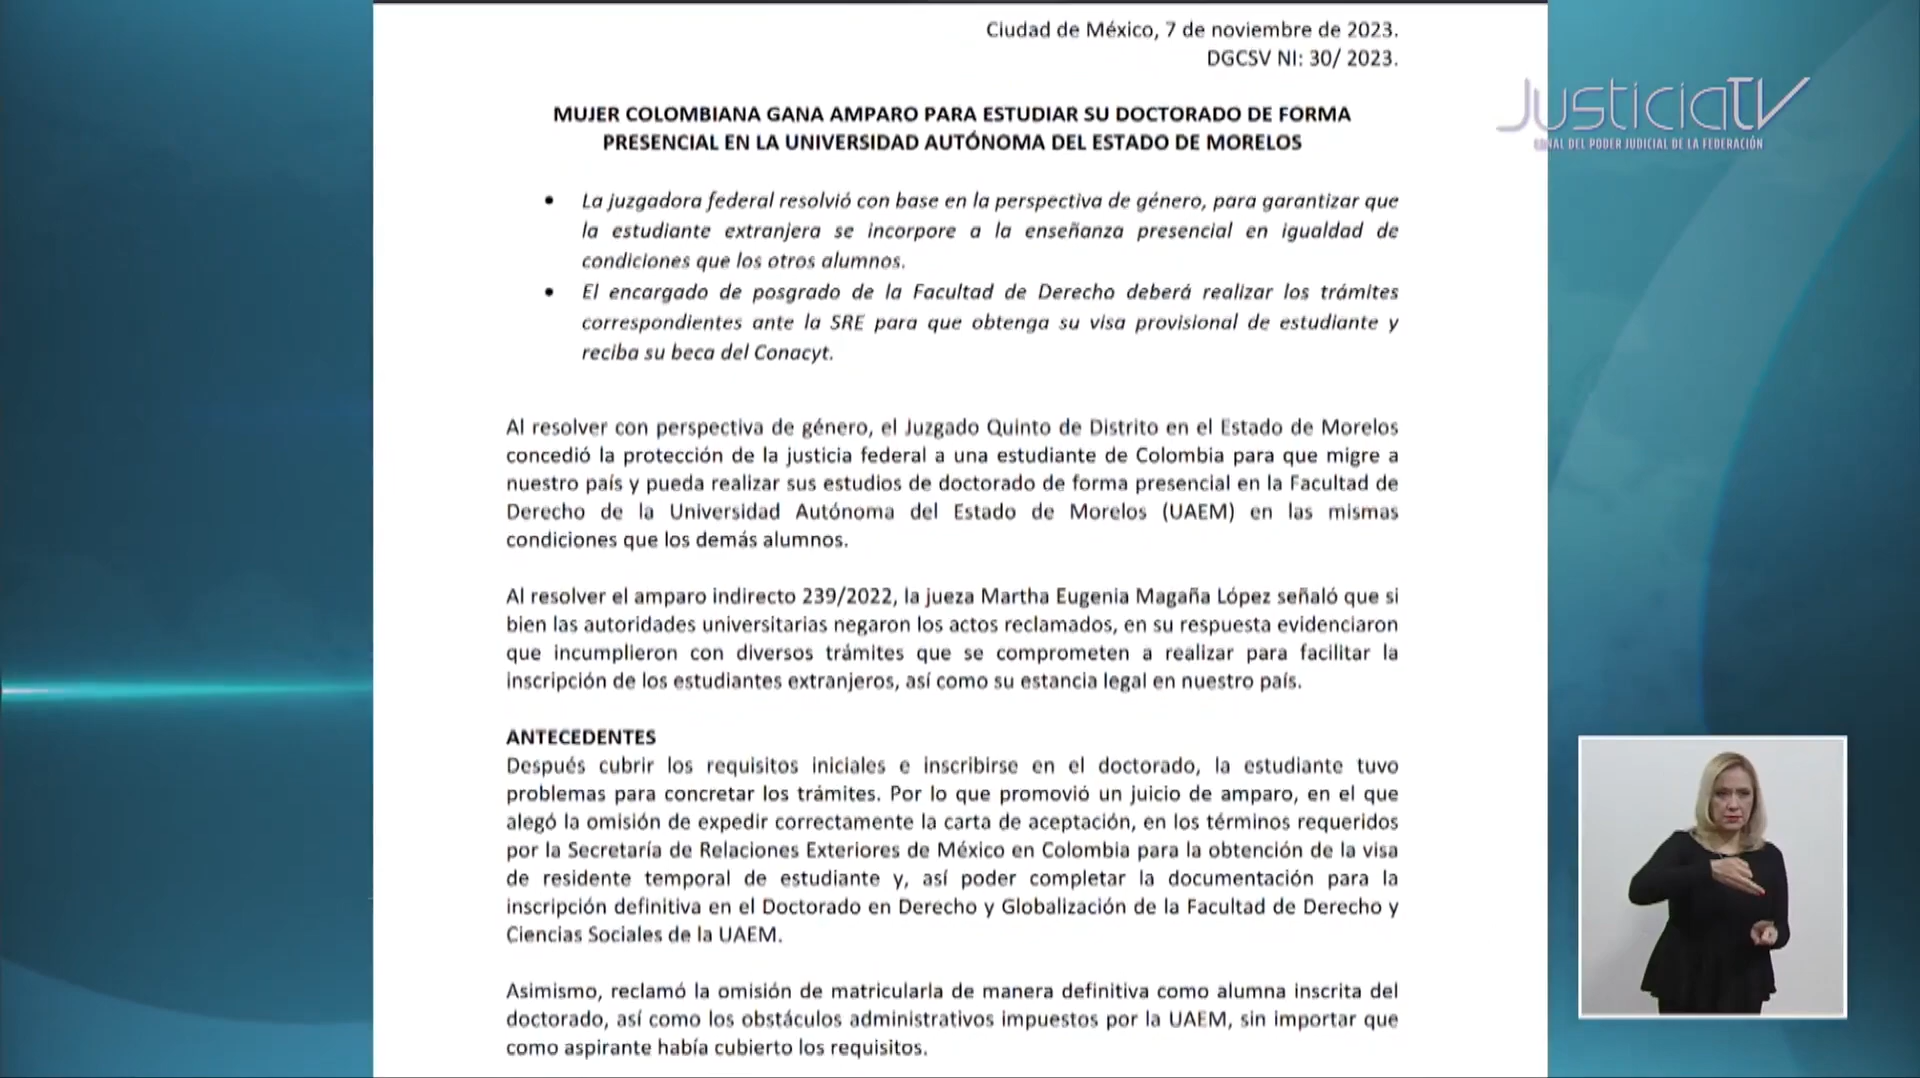 Ciudad de México, 7 de noviembre de 2023.
DGCSV NI: 30/ 2023.
JusticiaTV
CANAL DEL PODER JUDICIAL DE LA FEDERACIÓN
MUJER COLOMBIANA GANA AMPARO PARA ESTUDIAR SU DOCTORADO DE FORMA
PRESENCIAL EN LA UNIVERSIDAD AUTÓNOMA DEL ESTADO DE MORELOS
• La juzgadora federal resolvió con base en la perspectiva de género, para garantizar que
la estudiante extranjera se incorpore a la enseñanza presencial en igualdad de
condiciones que los otros alumnos.
• El encargado de posgrado de la Facultad de Derecho deberá realizar los trámites
correspondientes ante la SRE para que obtenga su visa provisional de estudiante y
reciba su beca del Conacyt.
Al resolver con perspectiva de género, el Juzgado Quinto de Distrito en el Estado de Morelos
concedió la protección de la justicia federal a una estudiante de Colombia para que migre a
nuestro país y pueda realizar sus estudios de doctorado de forma presencial en la Facultad de
Derecho de la Universidad Autónoma del Estado de Morelos (UAEM) en las mismas
condiciones que los demás alumnos.
Al resolver el amparo indirecto 239/2022, la jueza Martha Eugenia Magaña López señaló que si
bien las autoridades universitarias negaron los actos reclamados, en su respuesta evidenciaron
que incumplieron con diversos trámites que se comprometen a realizar para facilitar la
inscripción de los estudiantes extranjeros, así como su estancia legal en nuestro país.
ANTECEDENTES
Después cubrir los requisitos iniciales e inscribirse en el doctorado, la estudiante tuvo
problemas para concretar los trámites. Por lo que promovió un juicio de amparo, en el que
alegó la omisión de expedir correctamente la carta de aceptación, en los términos requeridos
por la Secretaría de Relaciones Exteriores de México en Colombia para la obtención de la visa
de residente temporal de estudiante y, así poder completar la documentación para la
inscripción definitiva en el Doctorado en Derecho y Globalización de la Facultad de Derecho y
Ciencias Sociales de la UAEM.
Asimismo, reclamó la omisión de matricularla de manera definitiva como alumna inscrita del
doctorado, así como los obstáculos administrativos impuestos por la UAEM, sin importar que
como aspirante había cubierto los requisitos.